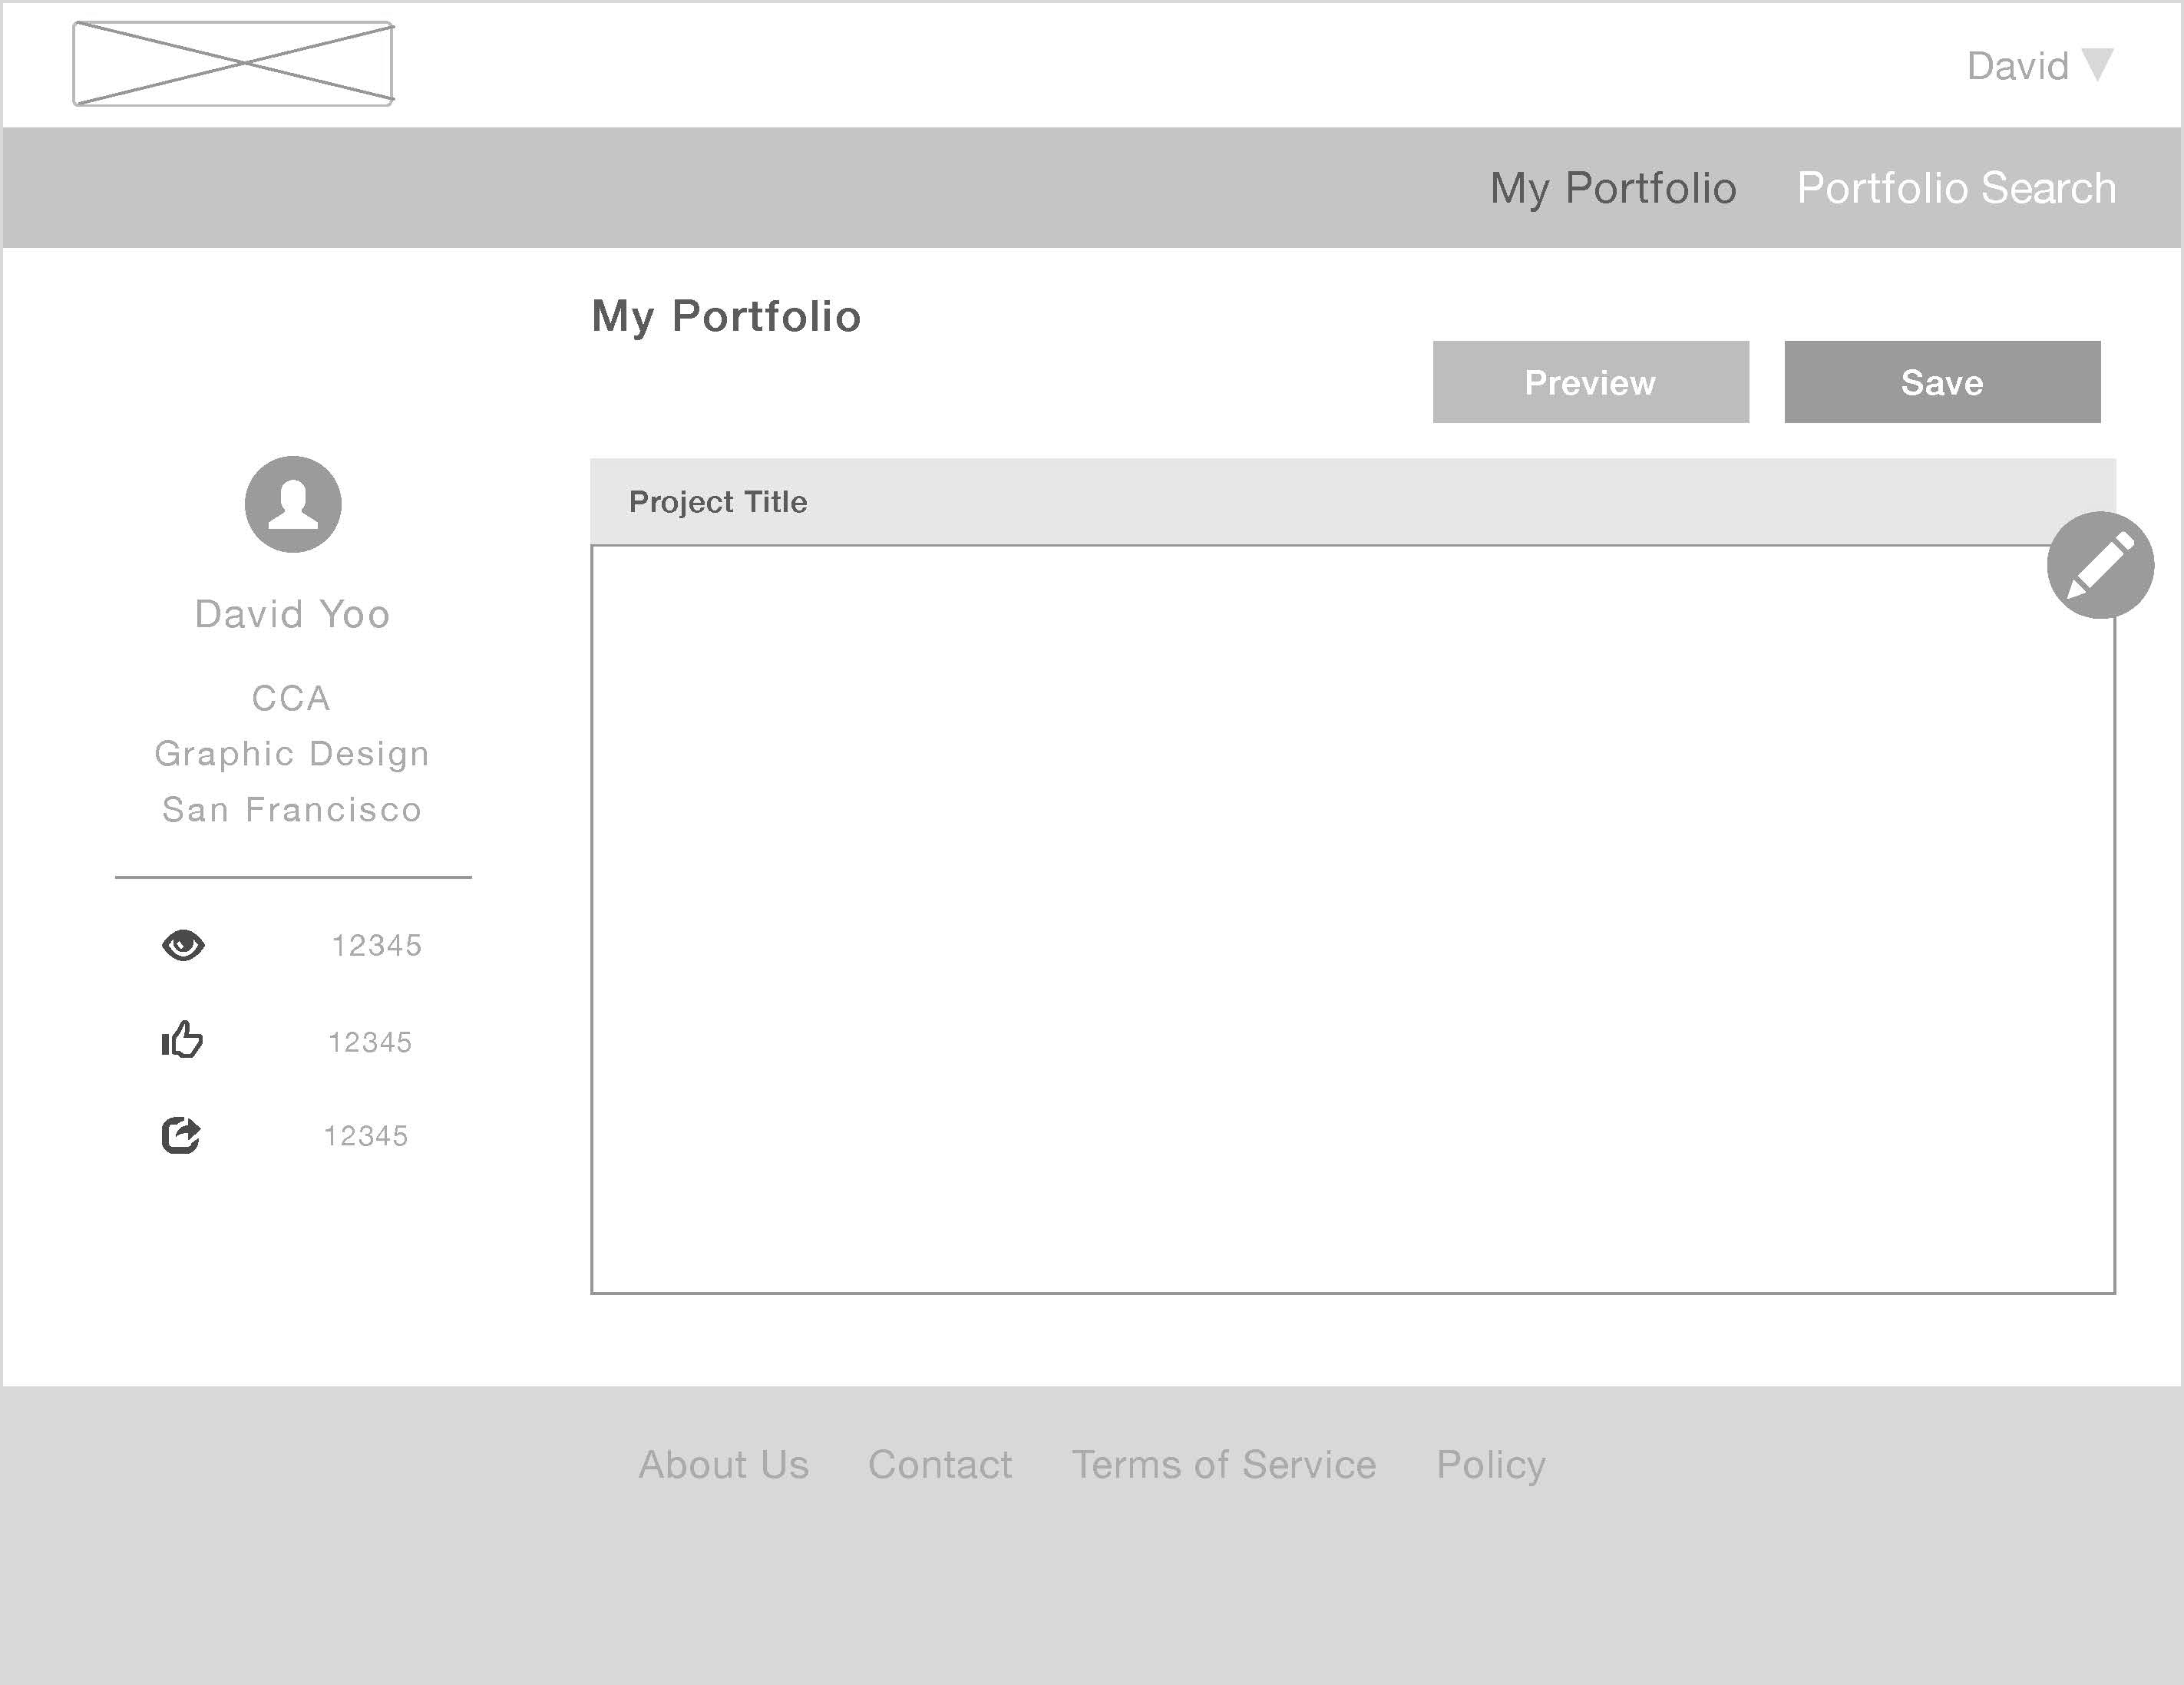 David
My Portfolio Portfolio Search
My Portfolio
Preview Save
Project Title
David Yoo
CCA
Graphic Design
San Francisco
12345
12345
12345
About Us Contact Terms of Service Policy